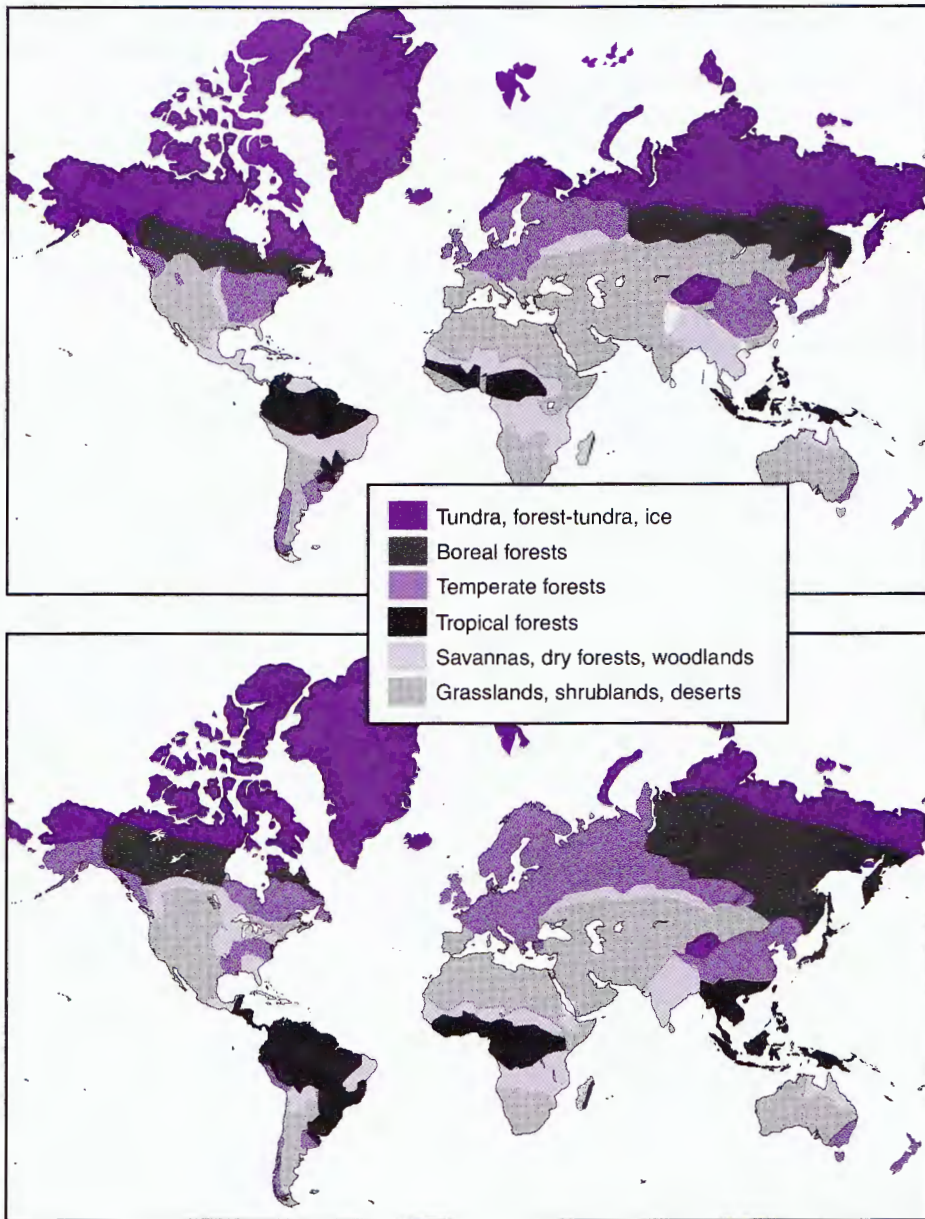 Tundra, forest-tundra, ice
Boreal forests
Temperate forests
Tropical forests
Savannas, dry forests, woodlands
Grasslands, shrublands, deserts